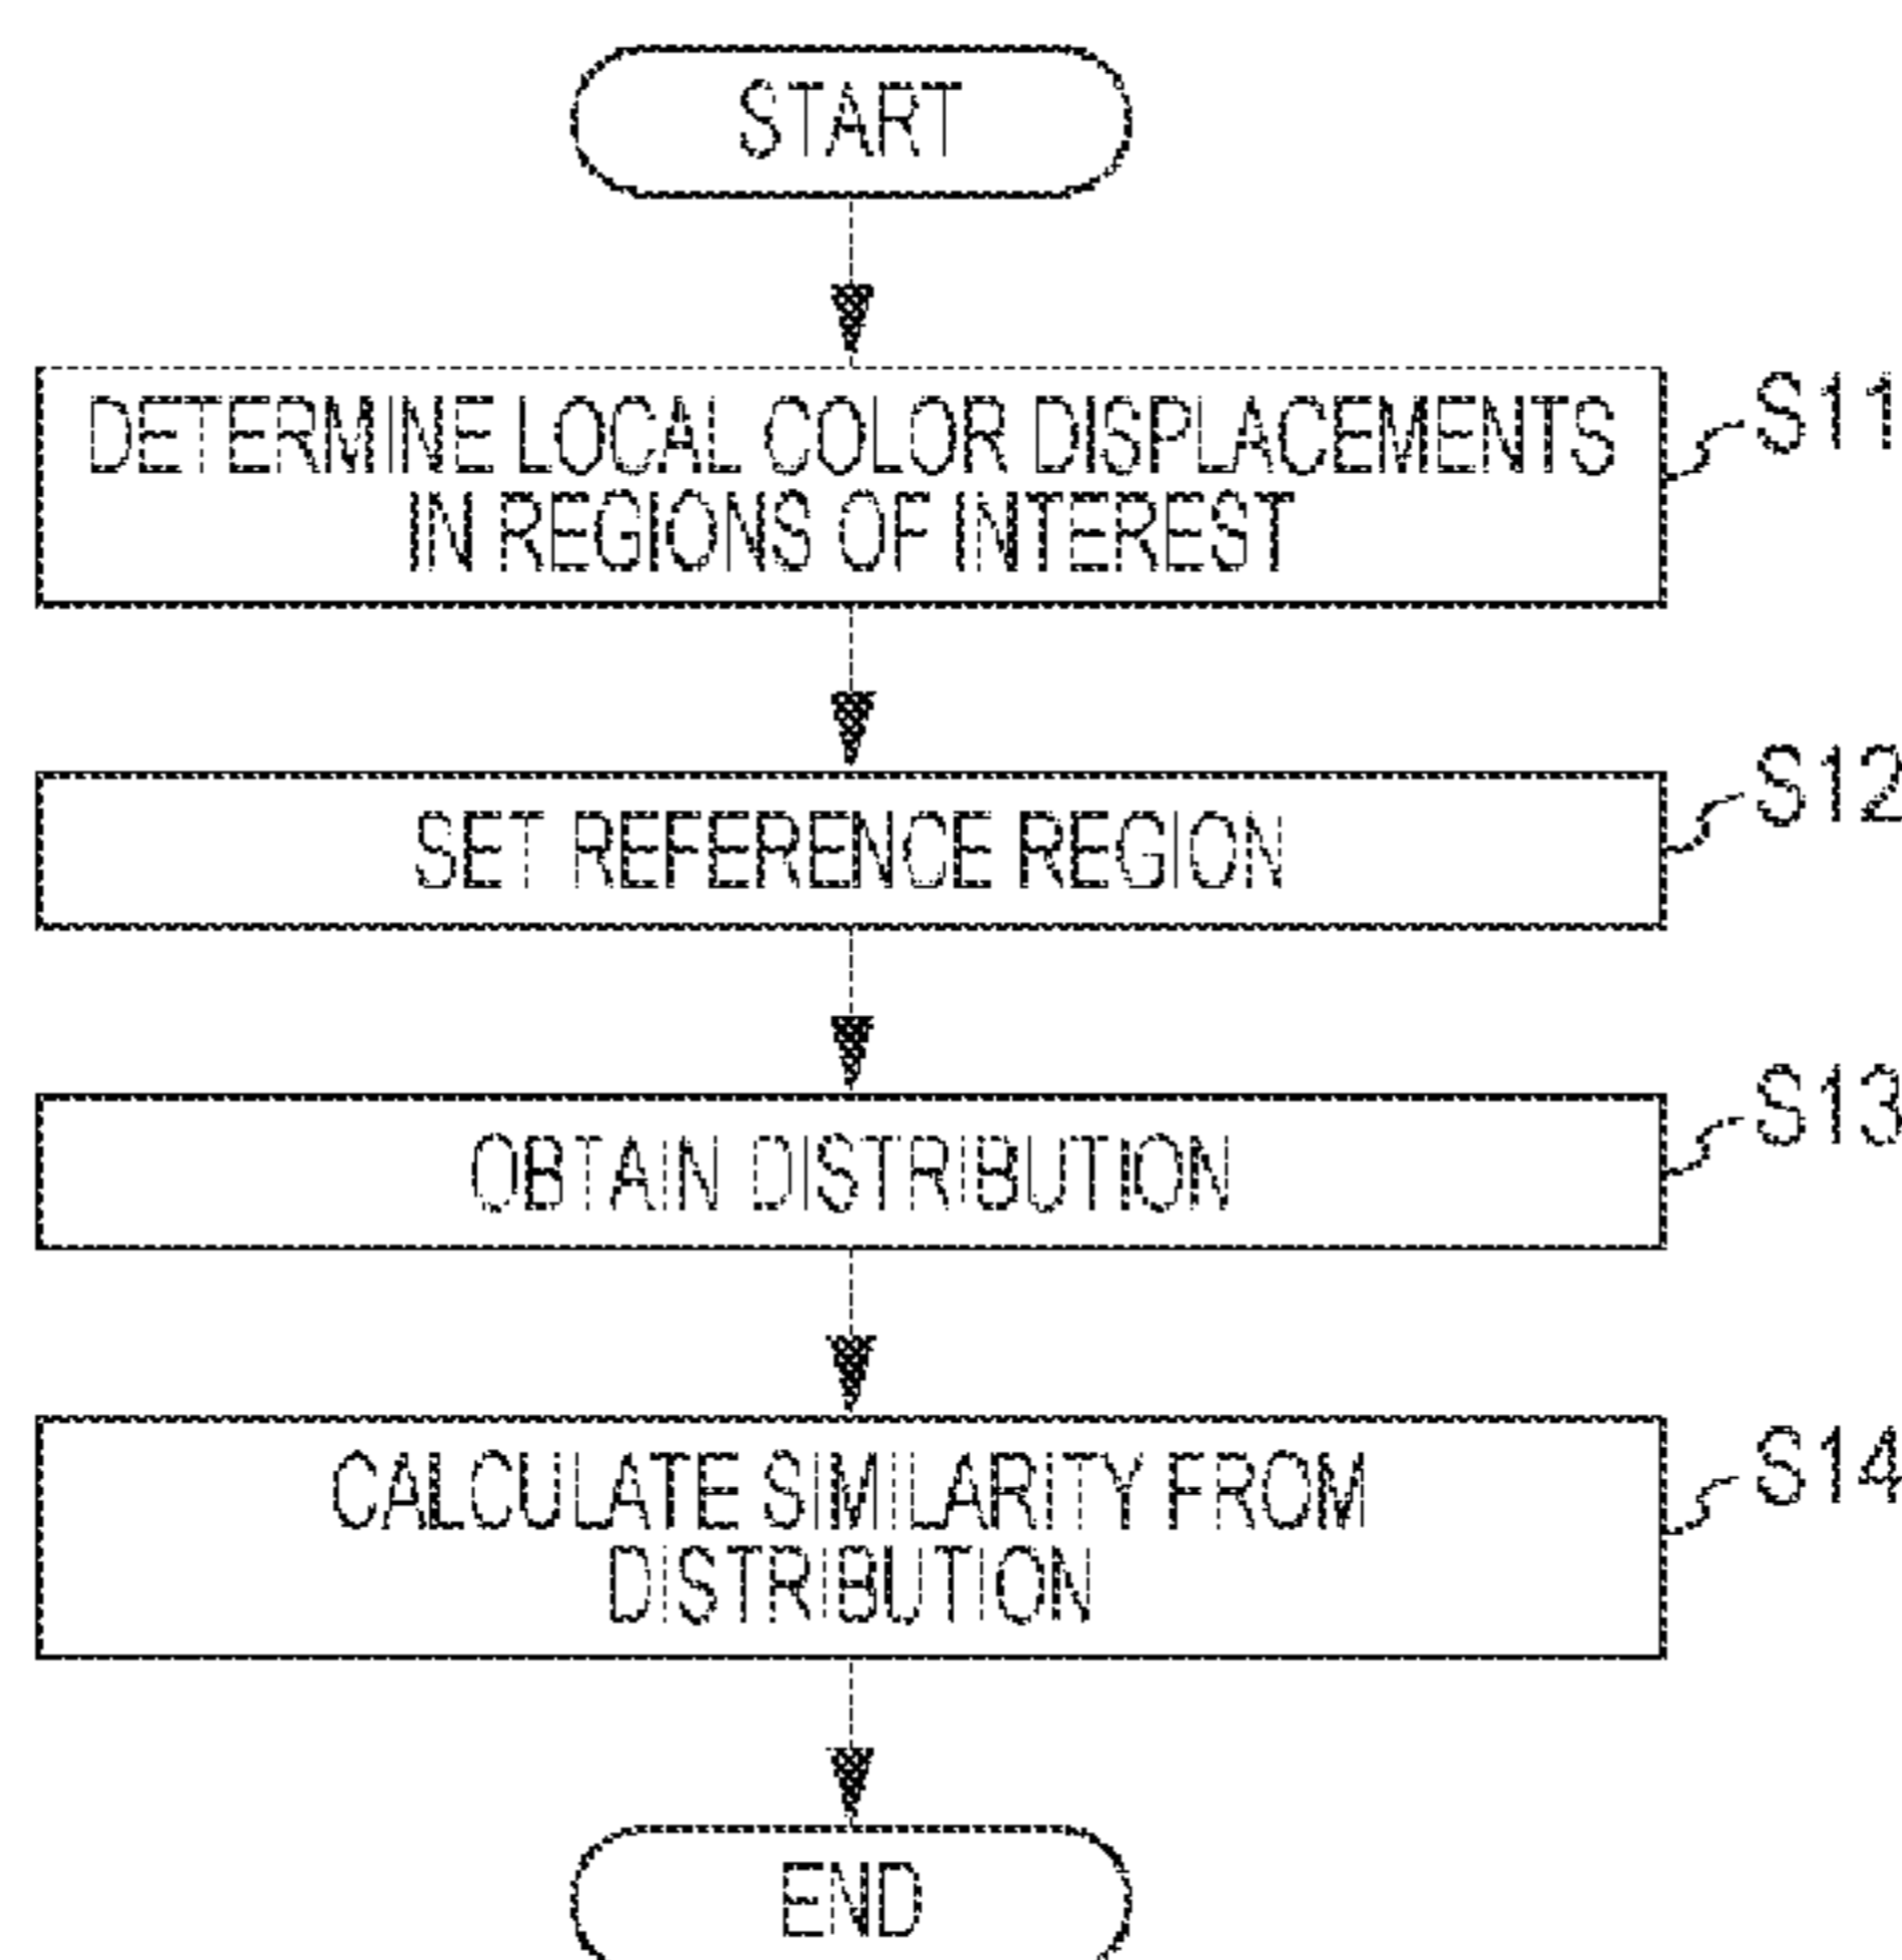 START
DETERMINE LOCAL COLOR DISPLACEMENTS
IN REGIONS OF INTEREST
S11
SET REFERENCE REGION
S12
OBTAIN DISTRIBUTION
S13
CALCULATE SIMILARITY FROM
DISTRIBUTION
S14
END